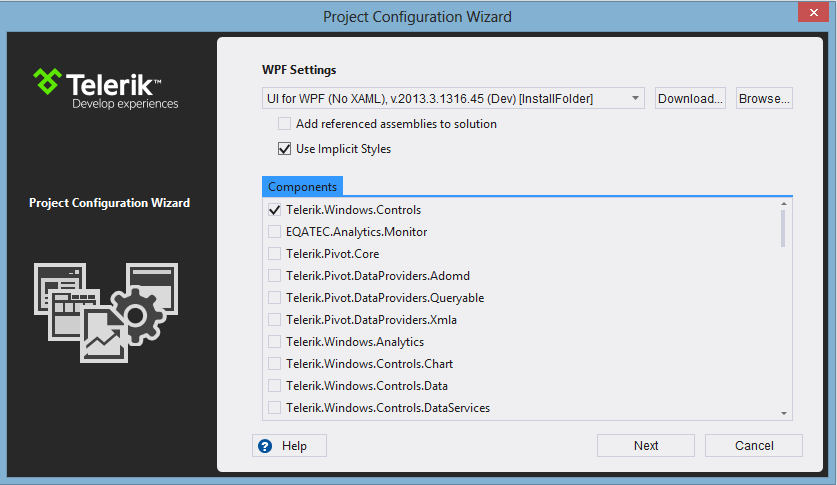 Project Configuration Wizard
Telerik™
Develop experiences
Project Configuration Wizard
WPF Settings
UI for WPF (No XAML), v.2013.3.1316.45 (Dev) [InstallFolder]
Download...
Browse...
Add referenced assemblies to solution
Use Implicit Styles
Components
Telerik.Windows.Controls
EQATEC.Analytics.Monitor
Telerik.Pivot.Core
Telerik.Pivot.DataProviders.Adomd
Telerik.Pivot.DataProviders.Queryable
Telerik.Pivot.DataProviders.Xmla
Telerik.Windows.Analytics
Telerik.Windows.Controls.Chart
Telerik.Windows.Controls.Data
Telerik.Windows.Controls.DataServices
? Help
Next
Cancel